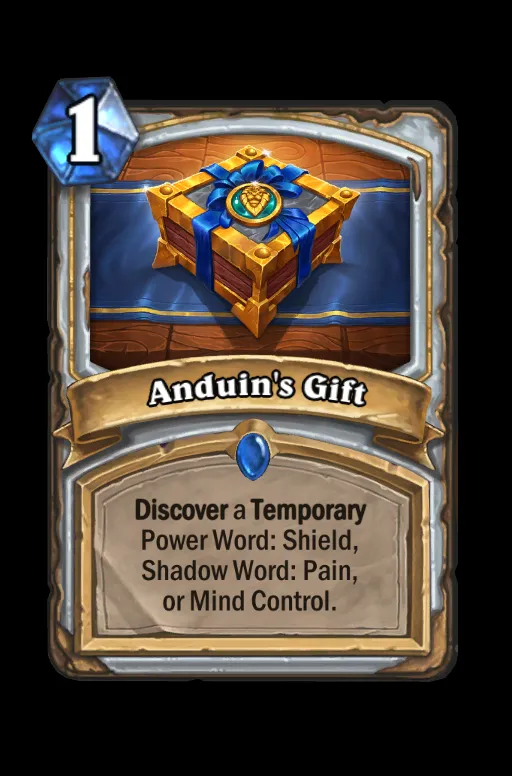 1
Anduin's Gift
Discover a Temporary
Power Word: Shield,
Shadow Word: Pain,
or Mind Control.